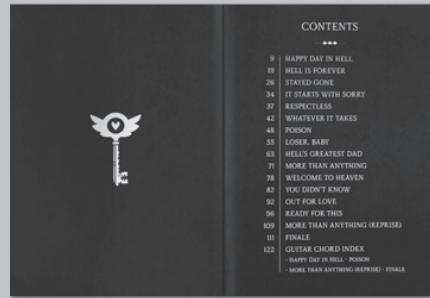 CONTENTS
9 HAPPY DAY IN HELL
19 HELL IS FOREVER
26 STAYED GONE
34 IT STARTS WITH SORRY
37 RESPECTLESS
42 WHATEVER IT TAKES
48 POISON
55 LOSER, BABY
63 HELL'S GREATEST DAD
71 MORE THAN ANYTHING
78 WELCOME TO HEAVEN
82 YOU DIDN'T KNOW
92 OUT FOR LOVE
96 READY FOR THIS
109 MORE THAN ANYTHING (REPRISE)
111 FINALE
122 GUITAR CHORD INDEX
- HAPPY DAY IN HELL - POISON
- MORE THAN ANYTHING (REPRISE) - FINALE